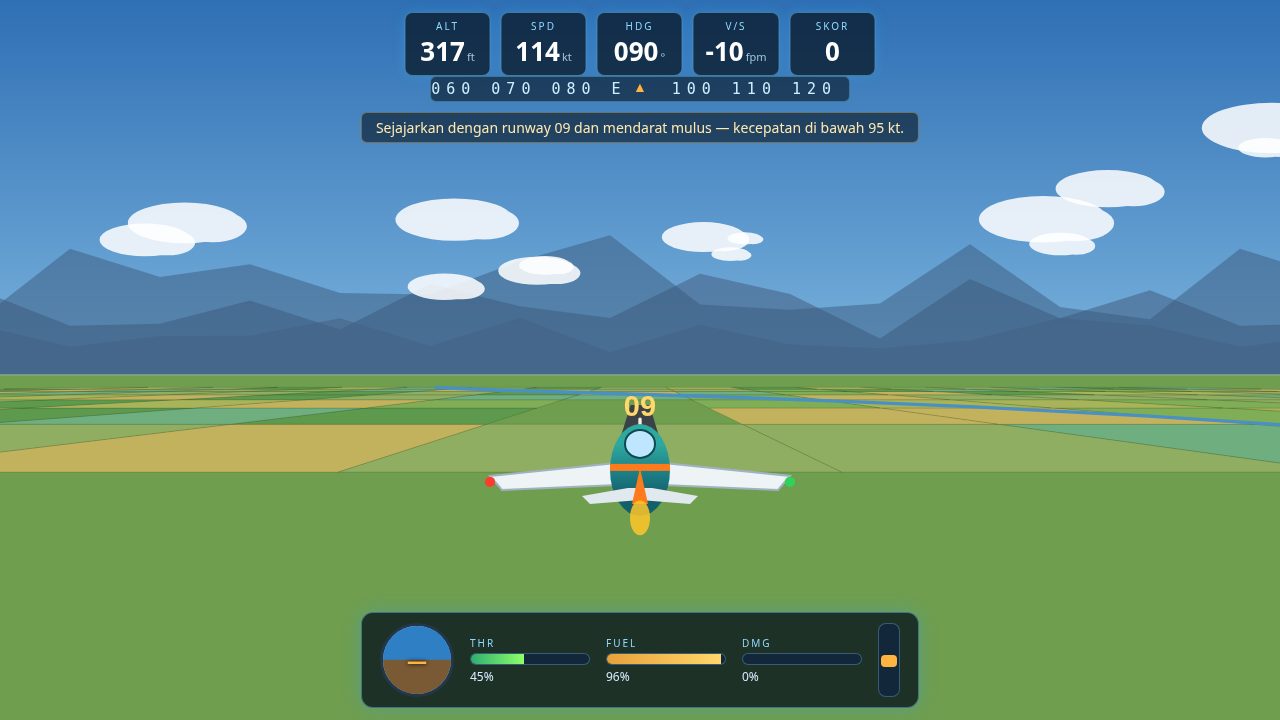 ALT SPD HDG V/S SKOR
317 ft 114 kt 090 ° -10 fpm 0
060 070 080 E ▲ 100 110 120
Sejajarkan dengan runway 09 dan mendarat mulus — kecepatan di bawah 95 kt.
09
THR FUEL DMG
45% 96% 0%